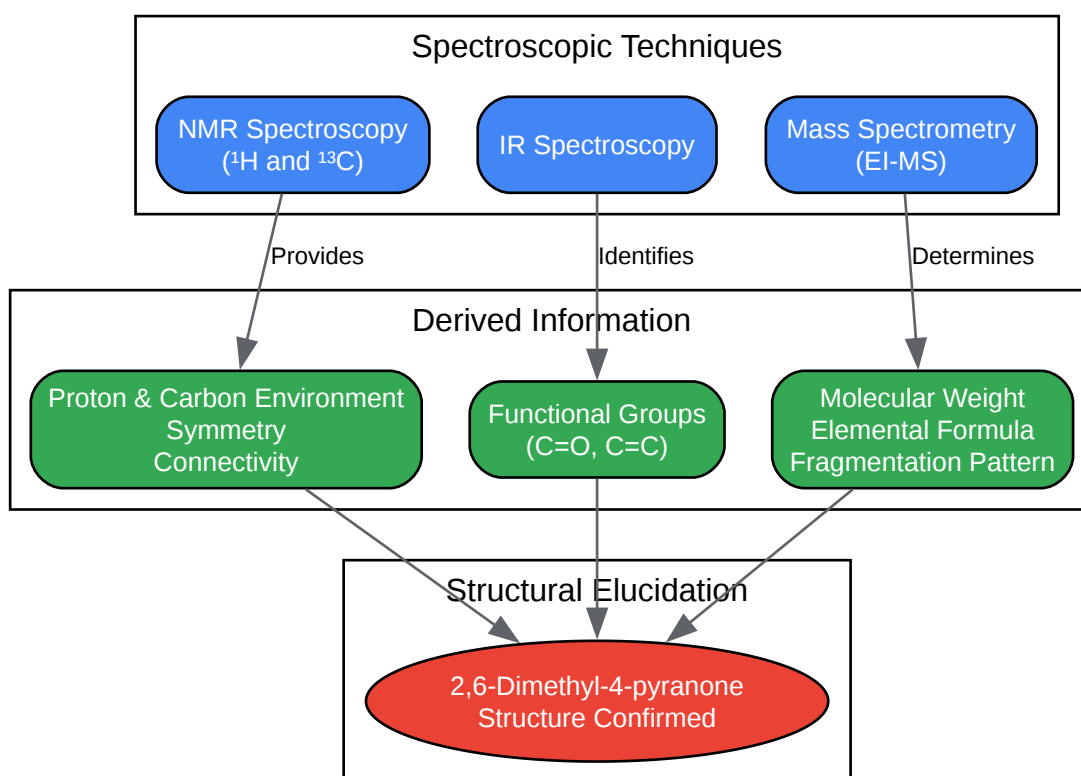 Spectroscopic Techniques
NMR Spectroscopy
(¹H and ¹³C)
IR Spectroscopy
Mass Spectrometry
(EI-MS)
Provides
Identifies
Determines
Derived Information
Proton & Carbon Environment
Symmetry
Connectivity
Functional Groups
(C=O, C=C)
Molecular Weight
Elemental Formula
Fragmentation Pattern
Structural Elucidation
2,6-Dimethyl-4-pyranone
Structure Confirmed